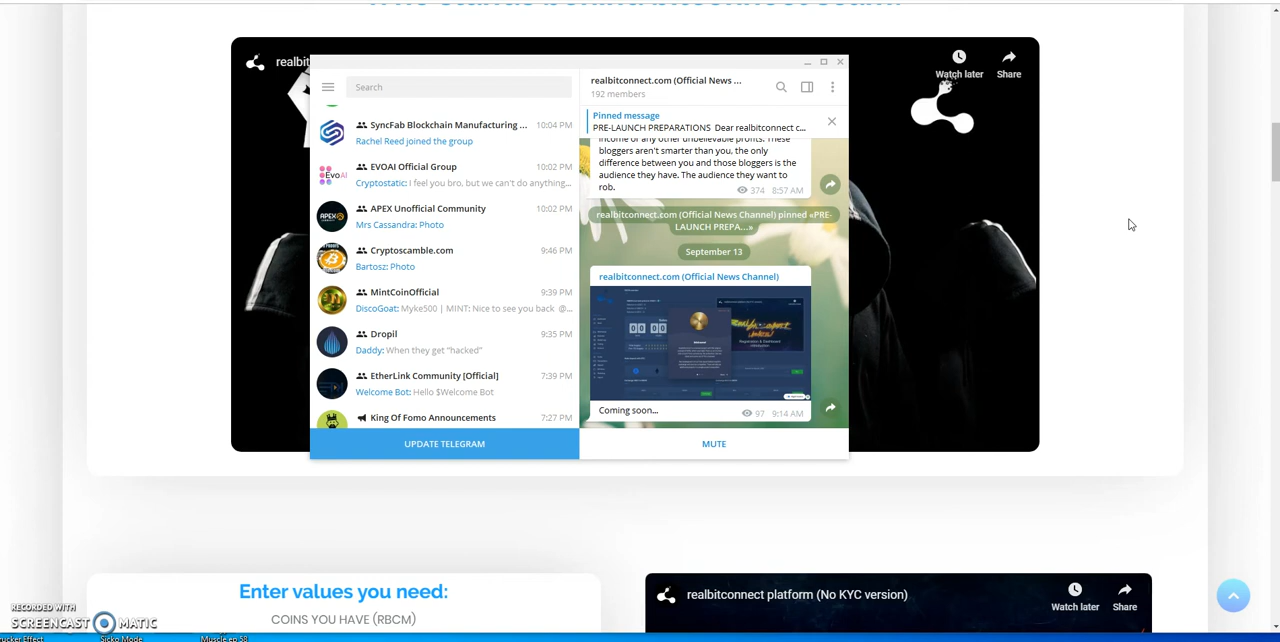 realbit
Watch later
Share
Search
SyncFab Blockchain Manufacturing ... 10:04 PM
Rachel Reed joined the group
EVOAI Official Group 10:02 PM
Cryptostatic: I feel you bro, but we can't do anything...
APEX Unofficial Community 10:02 PM
Mrs Cassandra: Photo
Cryptoscamble.com 9:46 PM
Bartosz: Photo
MintCoinOfficial 9:39 PM
DiscoGoat: Myke500 | MINT: Nice to see you back @...
Dropil 9:35 PM
Daddy: When they get "hacked"
EtherLink Community [Official] 7:39 PM
Welcome Bot: Hello $Welcome Bot
King Of Fomo Announcements 7:27 PM
UPDATE TELEGRAM
realbitconnect.com (Official News ...
192 members
Pinned message
PRE-LAUNCH PREPARATIONS Dear realbitconnect c...
income or any other unbelievable profits. These
bloggers aren't smarter than you, the only
difference between you and those bloggers is the
audience they have. The audience they want to
rob.
374 8:57 AM
realbitconnect.com (Official News Channel) pinned «PRE-
LAUNCH PREPA...»
September 13
realbitconnect.com (Official News Channel)
Coming soon...
97 9:14 AM
MUTE
Enter values you need:
COINS YOU HAVE (RBCM)
realbitconnect platform (No KYC version)
Watch later
Share
RECORDED WITH
SCREENCAST MATIC
Sicko Mode